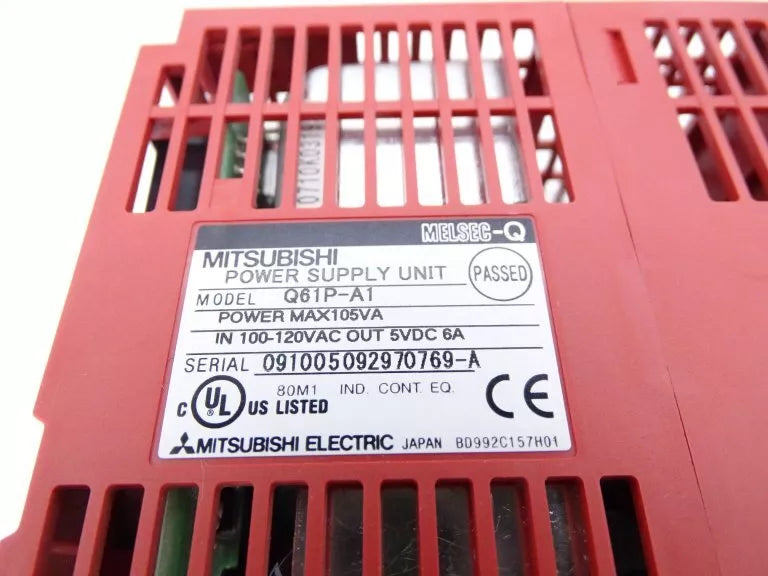 0710K031
MELSEC-Q
MITSUBISHI
POWER SUPPLY UNIT
PASSED
MODEL Q61P-A1
POWER MAX105VA
IN 100-120VAC OUT 5VDC 6A
SERIAL 091005092970769-A
80M1 IND. CONT. EQ.
C UL US LISTED
CE
MITSUBISHI ELECTRIC JAPAN BD992C157H01